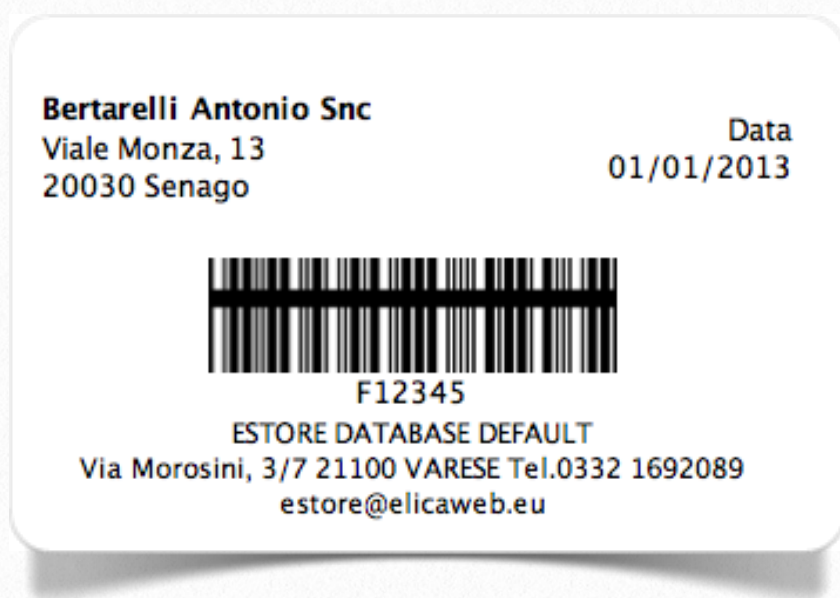 Bertarelli Antonio Snc
Viale Monza, 13
20030 Senago
Data
01/01/2013
F12345
ESTORE DATABASE DEFAULT
Via Morosini, 3/7 21100 VARESE Tel.0332 1692089
estore@elicaweb.eu